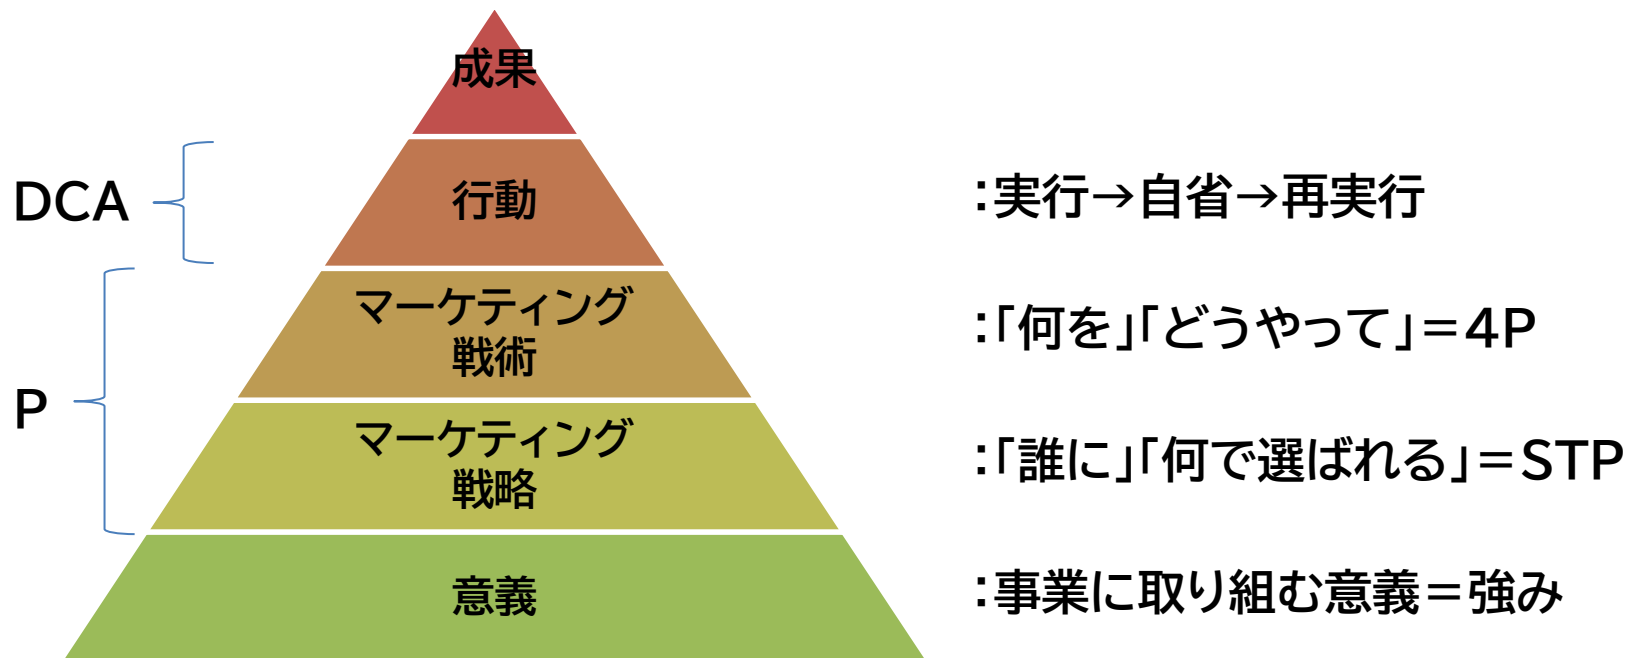 成果
DCA
行動
:実行→自省→再実行
マーケティング
戦術
:「何を」「どうやって」＝4P
P
マーケティング
戦略
:「誰に」「何で選ばれる」＝STP
意義
:事業に取り組む意義＝強み